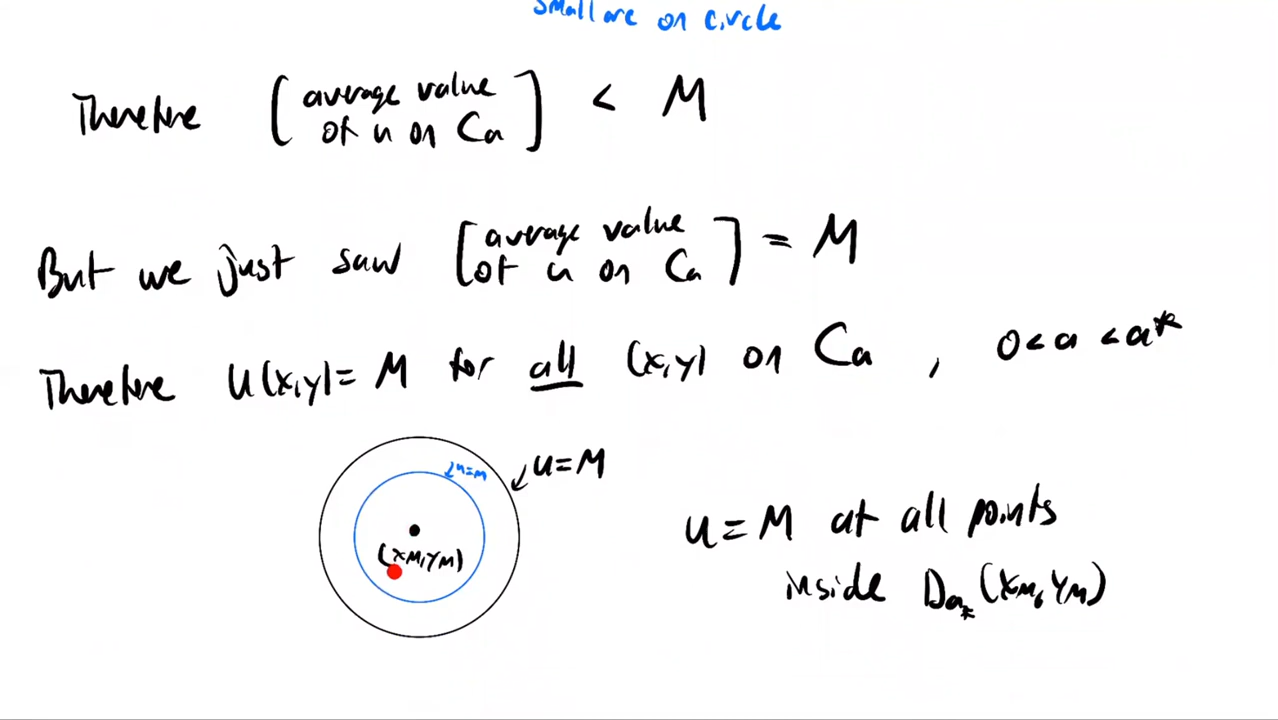 small arc on circle
Therefore [average value of u on Ca] < M
But we just saw [average value of u on Ca] = M
Therefore u(x,y)= M for all (x,y) on Ca , 0<a<a*
u=M
u=M
(xM,yM)
u=M at all points
inside Da*(xM,yM)